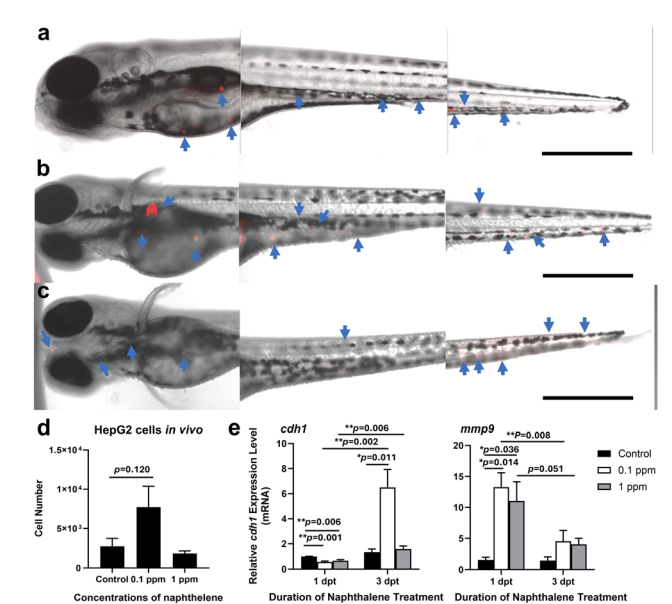 a
b
c
d
HepG2 cells in vivo
1.5×10⁴
1×10⁴
5×10³
0
p=0.120
Cell Number
Control 0.1 ppm 1 ppm
Concentrations of naphthelene
e
cdh1
**p=0.006
**p=0.002
*p=0.011
**p=0.006
**p=0.001
10
8
6
4
2
0
Relative cdh1 Expression Level
(mRNA)
1 dpt 3 dpt
Duration of Naphthalene Treatment
mmp9
**P=0.008
*p=0.036
*p=0.014
p=0.051
20
15
10
5
0
1 dpt 3 dpt
Duration of Naphthalene Treatment
Control
0.1 ppm
1 ppm